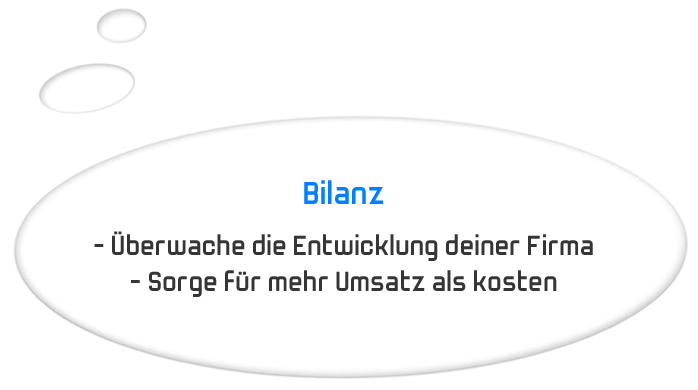 Bilanz
- Überwache die Entwicklung deiner Firma
- Sorge für mehr Umsatz als kosten